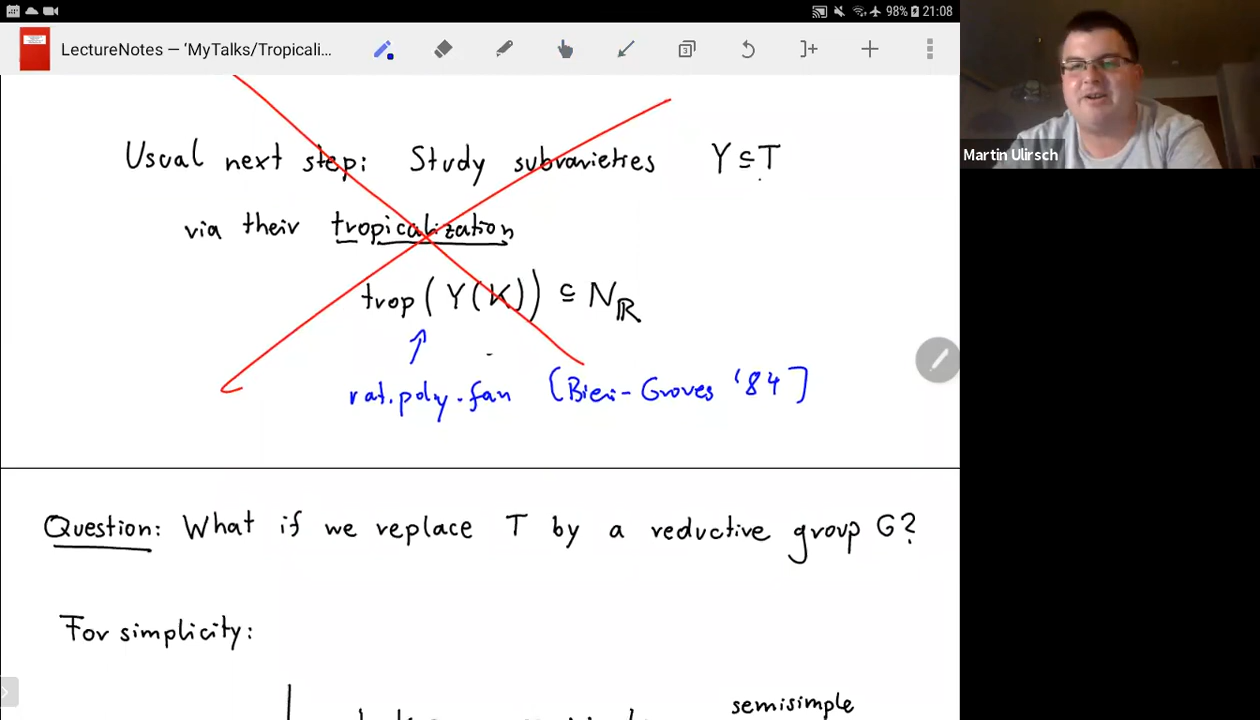 98% 21:08
LectureNotes – ‘MyTalks/Tropicali...
3
Usual next step: Study subvarieties Y ⊆ T
via their tropicalization
trop(Y(K)) ⊆ N_ℝ
rat. poly. fan [Bieri-Groves '84]
Question: What if we replace T by a reductive group G?
For simplicity:
semisimple
Martin Ulirsch